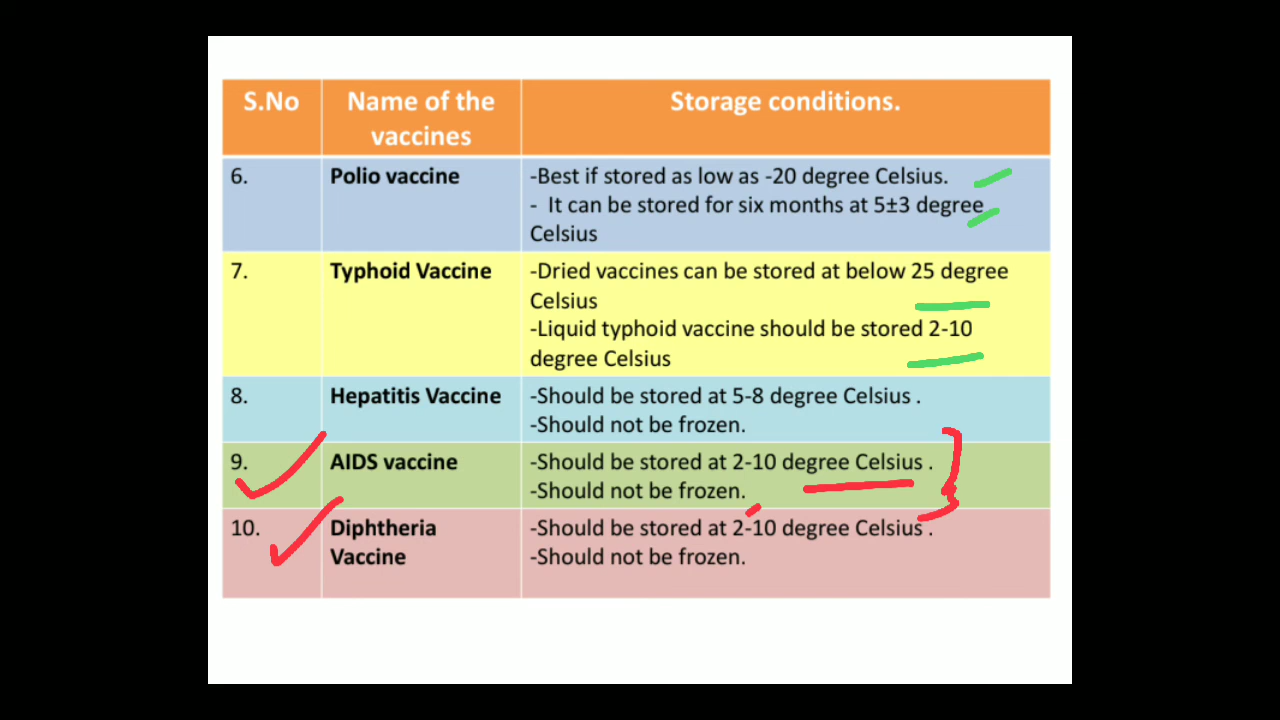 S.No Name of the vaccines Storage conditions.
6. Polio vaccine -Best if stored as low as -20 degree Celsius.
- It can be stored for six months at 5±3 degree
Celsius
7. Typhoid Vaccine -Dried vaccines can be stored at below 25 degree
Celsius
-Liquid typhoid vaccine should be stored 2-10
degree Celsius
8. Hepatitis Vaccine -Should be stored at 5-8 degree Celsius .
-Should not be frozen.
9. AIDS vaccine -Should be stored at 2-10 degree Celsius .
-Should not be frozen.
10. Diphtheria Vaccine -Should be stored at 2-10 degree Celsius .
-Should not be frozen.